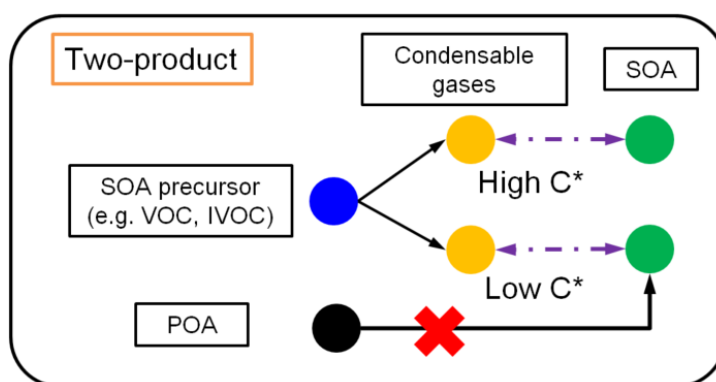 Two-product
Condensable
gases
SOA
SOA precursor
(e.g. VOC, IVOC)
High C*
Low C*
POA